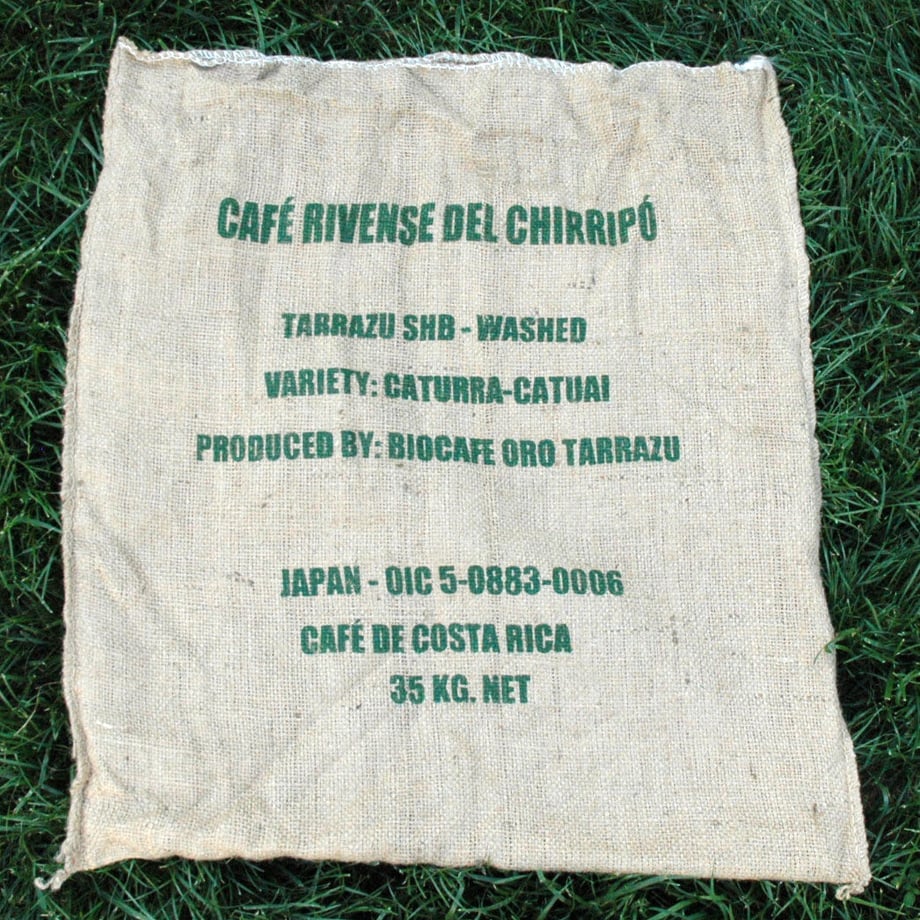 CAFÉ RIVENSE DEL CHIRRIPÓ
TARRAZU SHB - WASHED
VARIETY: CATURRA-CATUAI
PRODUCED BY: BIOCAFE ORO TARRAZU
JAPAN - OIC 5-0883-0006
CAFÉ DE COSTA RICA
35 KG. NET